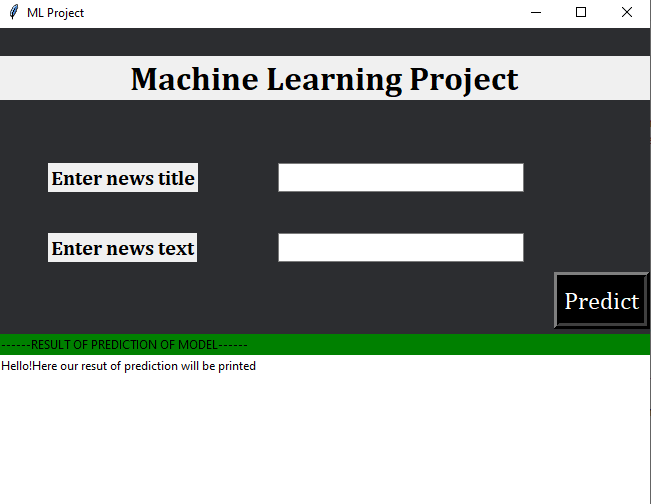 ML Project
Machine Learning Project
Enter news title
Enter news text
Predict
------RESULT OF PREDICTION OF MODEL------
Hello!Here our resut of prediction will be printed